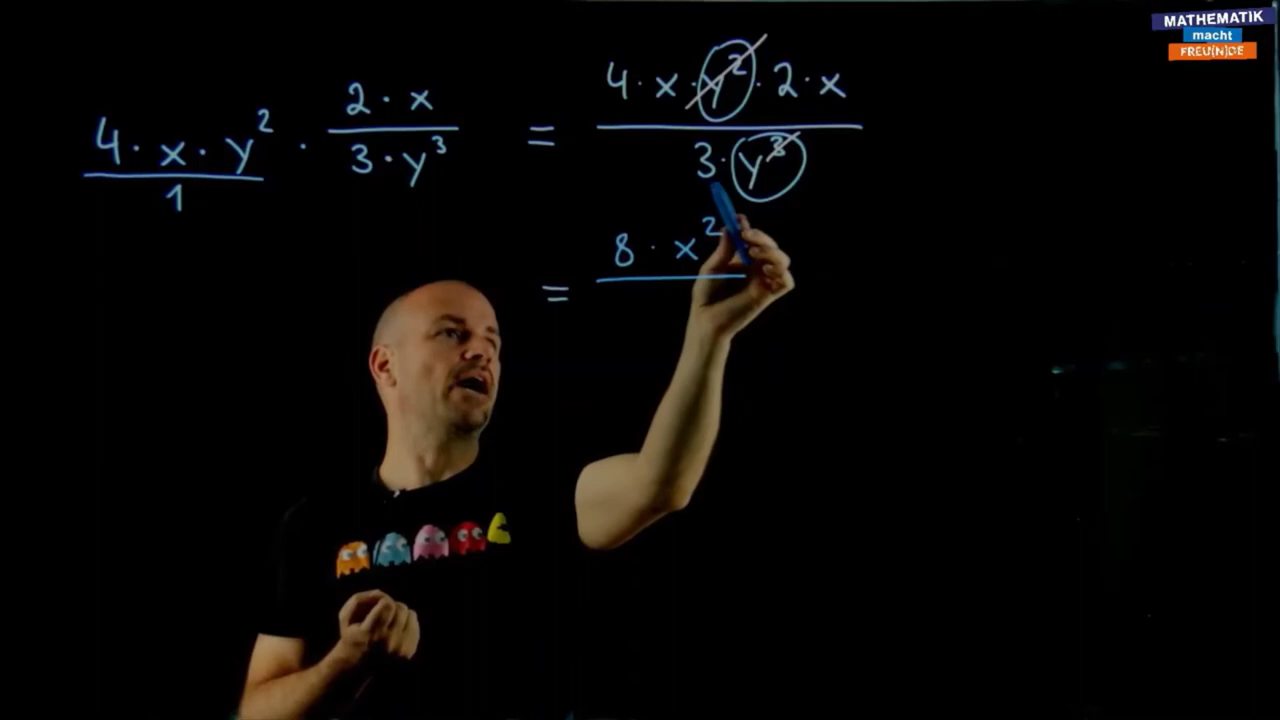 MATHEMATIK
macht
FREU(N)DE
4 · x · y² / 1 · 2 · x / 3 · y³ = 4 · x · y² · 2 · x / 3 · y³
= 8 · x²